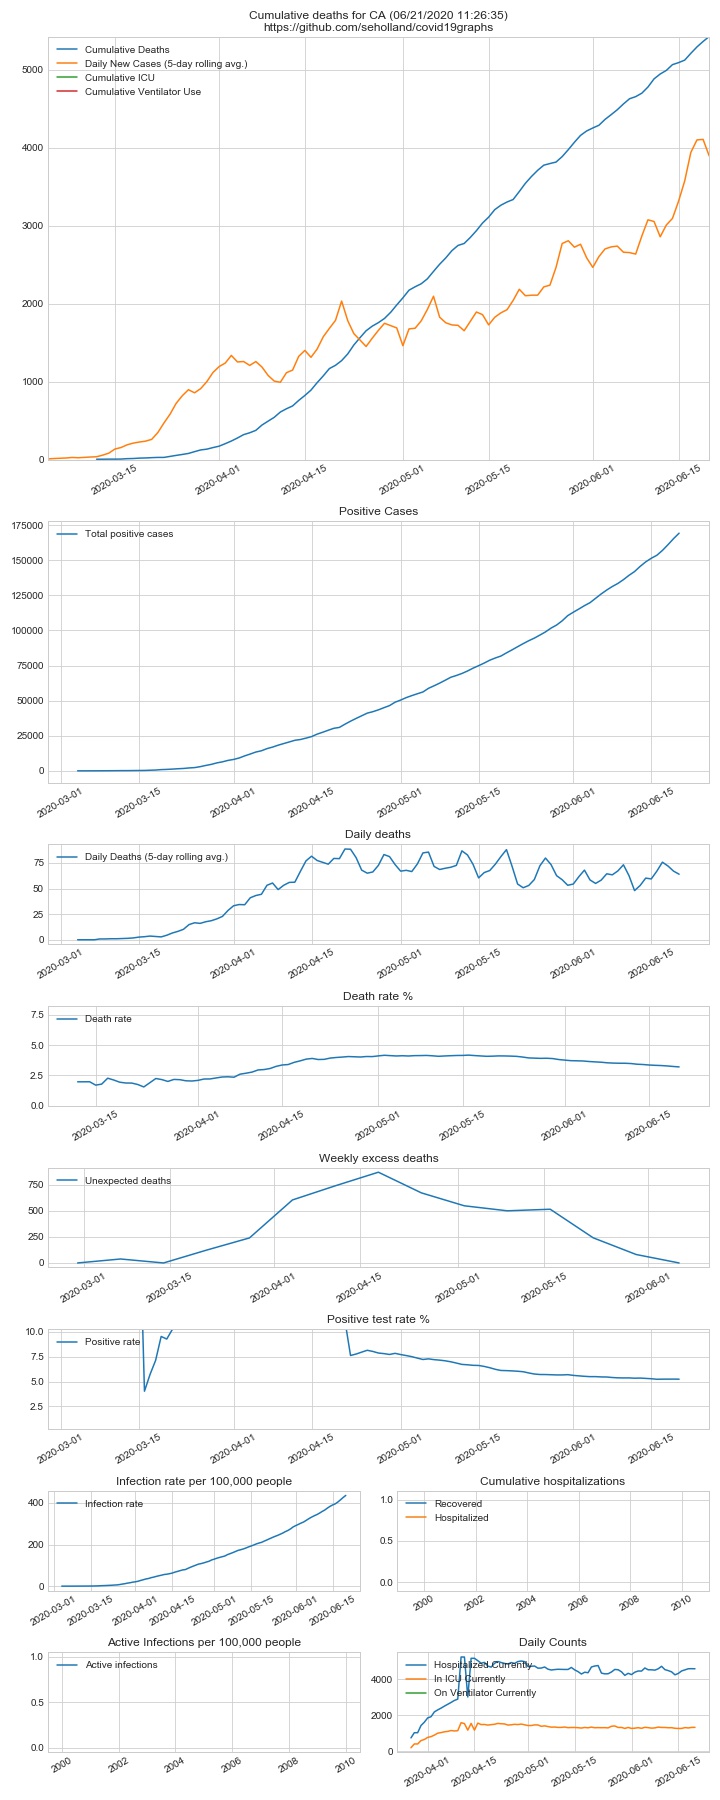 Cumulative deaths for CA (06/21/2020 11:26:35)
https://github.com/seholland/covid19graphs
Cumulative Deaths
Daily New Cases (5-day rolling avg.)
Cumulative ICU
Cumulative Ventilator Use
5000
4000
3000
2000
1000
0
2020-03-15 2020-04-01 2020-04-15 2020-05-01 2020-05-15 2020-06-01 2020-06-15
Positive Cases
Total positive cases
175000
150000
125000
100000
75000
50000
25000
0
2020-03-01 2020-03-15 2020-04-01 2020-04-15 2020-05-01 2020-05-15 2020-06-01 2020-06-15
Daily deaths
Daily Deaths (5-day rolling avg.)
75
50
25
0
2020-03-01 2020-03-15 2020-04-01 2020-04-15 2020-05-01 2020-05-15 2020-06-01 2020-06-15
Death rate %
Death rate
7.5
5.0
2.5
0.0
2020-03-15 2020-04-01 2020-04-15 2020-05-01 2020-05-15 2020-06-01 2020-06-15
Weekly excess deaths
Unexpected deaths
750
500
250
0
2020-03-01 2020-03-15 2020-04-01 2020-04-15 2020-05-01 2020-05-15 2020-06-01
Positive test rate %
Positive rate
10.0
7.5
5.0
2.5
2020-03-01 2020-03-15 2020-04-01 2020-04-15 2020-05-01 2020-05-15 2020-06-01 2020-06-15
Infection rate per 100,000 people
Infection rate
400
200
0
2020-03-01 2020-03-15 2020-04-01 2020-04-15 2020-05-01 2020-05-15 2020-06-01 2020-06-15
Cumulative hospitalizations
Recovered
Hospitalized
1.0
0.5
0.0
2000 2002 2004 2006 2008 2010
Active Infections per 100,000 people
Active infections
1.0
0.5
0.0
2000 2002 2004 2006 2008 2010
Daily Counts
Hospitalized Currently
In ICU Currently
On Ventilator Currently
4000
2000
0
2020-04-01 2020-04-15 2020-05-01 2020-05-15 2020-06-01 2020-06-15